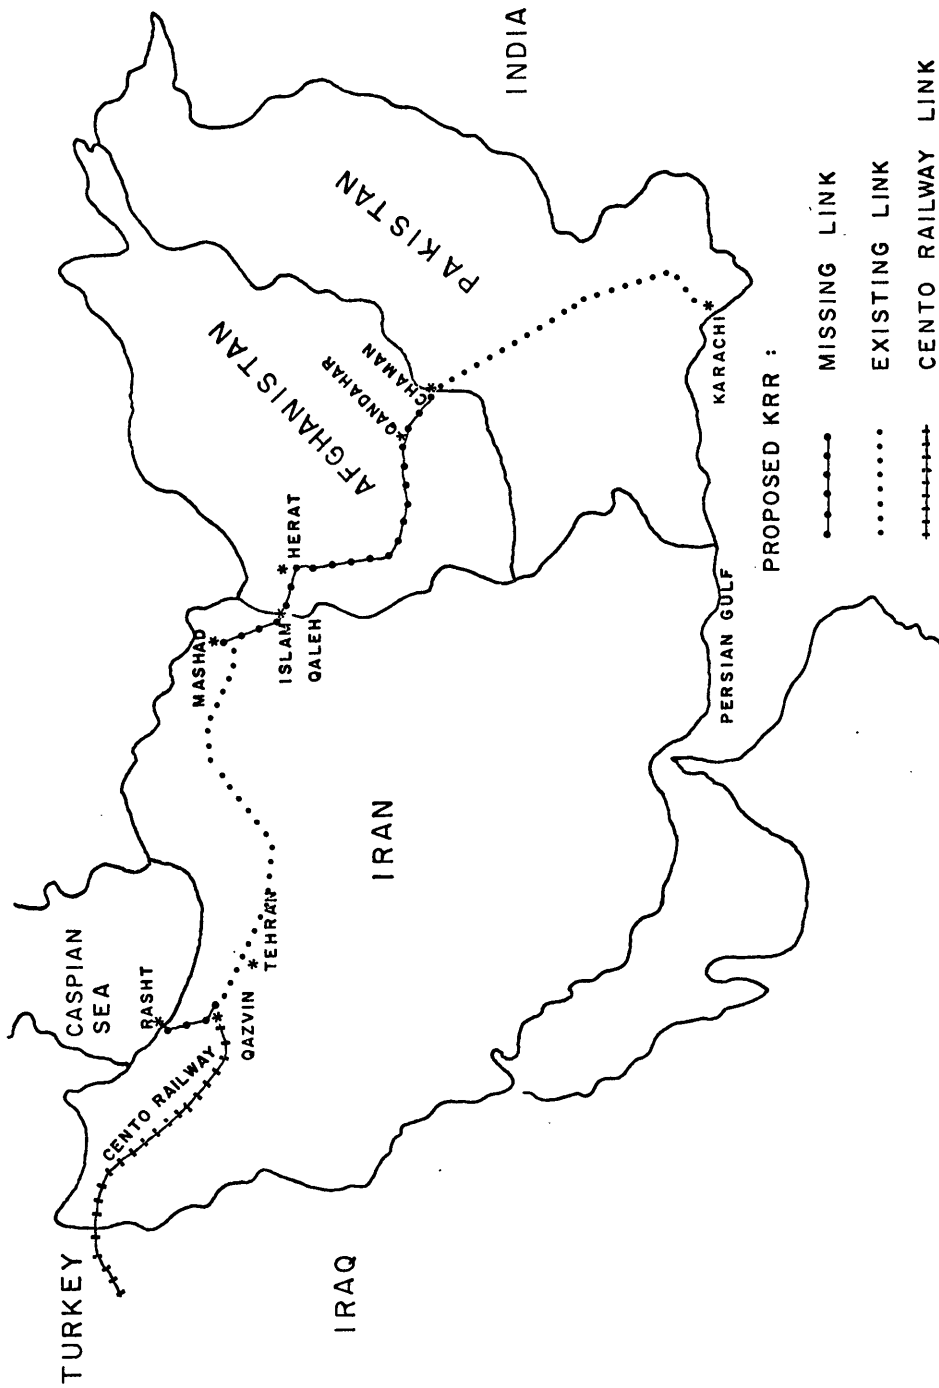 TURKEY
CASPIAN
SEA
RASHT
CENTO RAILWAY
QAZVIN
TEHRAN
MASHAD
ISLAM
QALEH
HERAT
AFGHANISTAN
QANDAHAR
CHAMAN
PAKISTAN
INDIA
IRAQ
IRAN
PERSIAN GULF
KARACHI
PROPOSED KRR :
MISSING LINK
EXISTING LINK
CENTO RAILWAY LINK